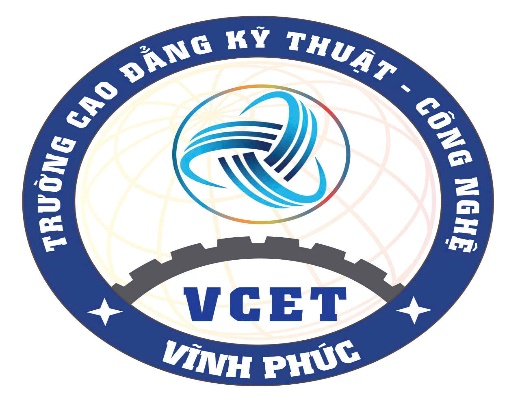 TRƯỜNG CAO ĐẲNG KỸ THUẬT - CÔNG NGHỆ
VCET
VĨNH PHÚC